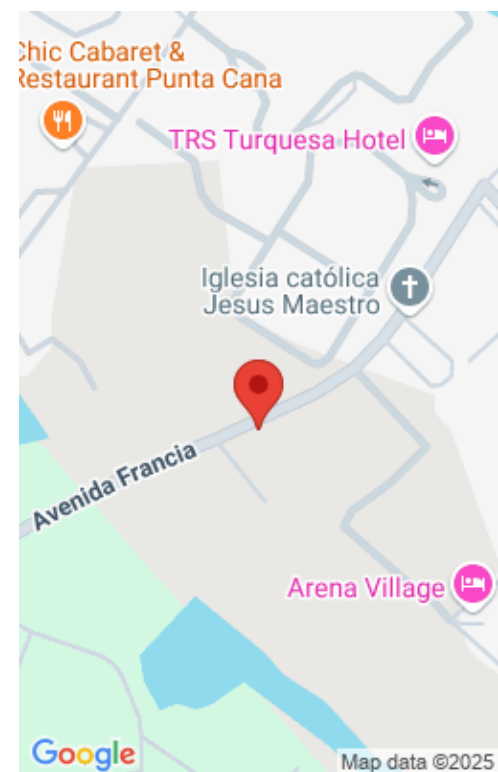 Chic Cabaret &
Restaurant Punta Cana
TRS Turquesa Hotel
Iglesia católica
Jesus Maestro
Avenida Francia
Arena Village
Google
Map data ©2025